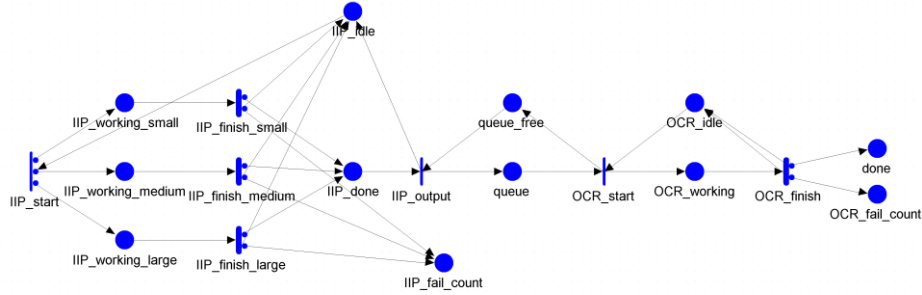 IIP_idle
IIP_working_small
IIP_finish_small
queue_free
OCR_idle
IIP_start
IIP_working_medium
IIP_finish_medium
IIP_done
IIP_output
queue
OCR_start
OCR_working
OCR_finish
done
OCR_fail_count
IIP_working_large
IIP_finish_large
IIP_fail_count